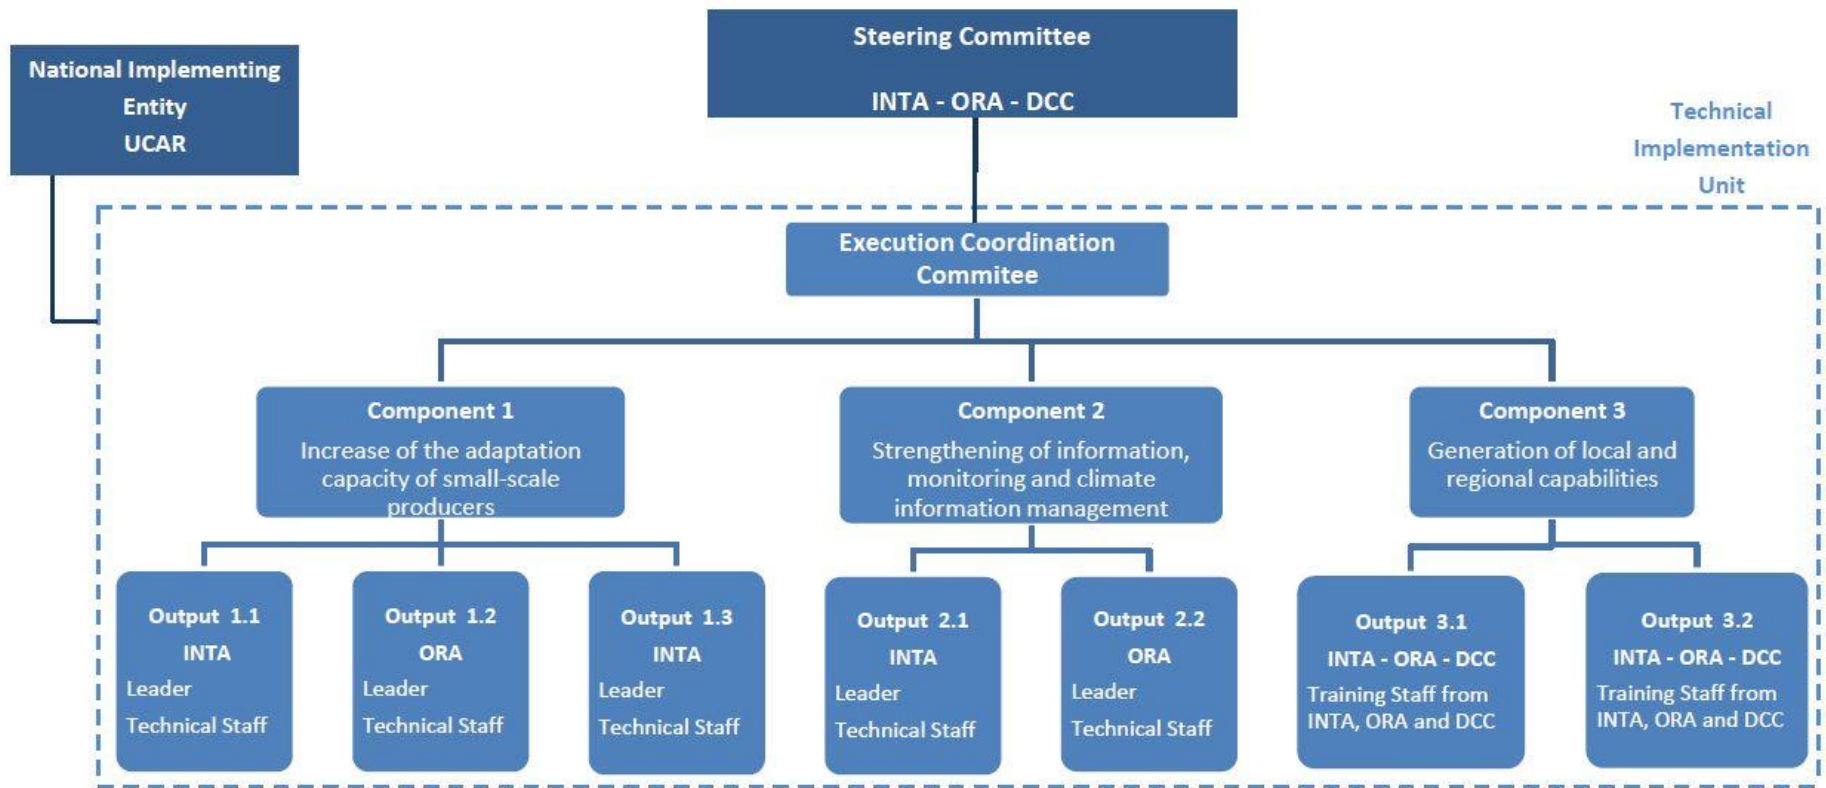 Steering Committee
INTA - ORA - DCC
National Implementing
Entity
UCAR
Technical
Implementation
Unit
Execution Coordination
Commitee
Component 1
Increase of the adaptation
capacity of small-scale
producers
Component 2
Strengthening of information,
monitoring and climate
information management
Component 3
Generation of local and
regional capabilities
Output 1.1
INTA
Leader
Technical Staff
Output 1.2
ORA
Leader
Technical Staff
Output 1.3
INTA
Leader
Technical Staff
Output 2.1
INTA
Leader
Technical Staff
Output 2.2
ORA
Leader
Technical Staff
Output 3.1
INTA - ORA - DCC
Training Staff from
INTA, ORA and DCC
Output 3.2
INTA - ORA - DCC
Training Staff from
INTA, ORA and DCC